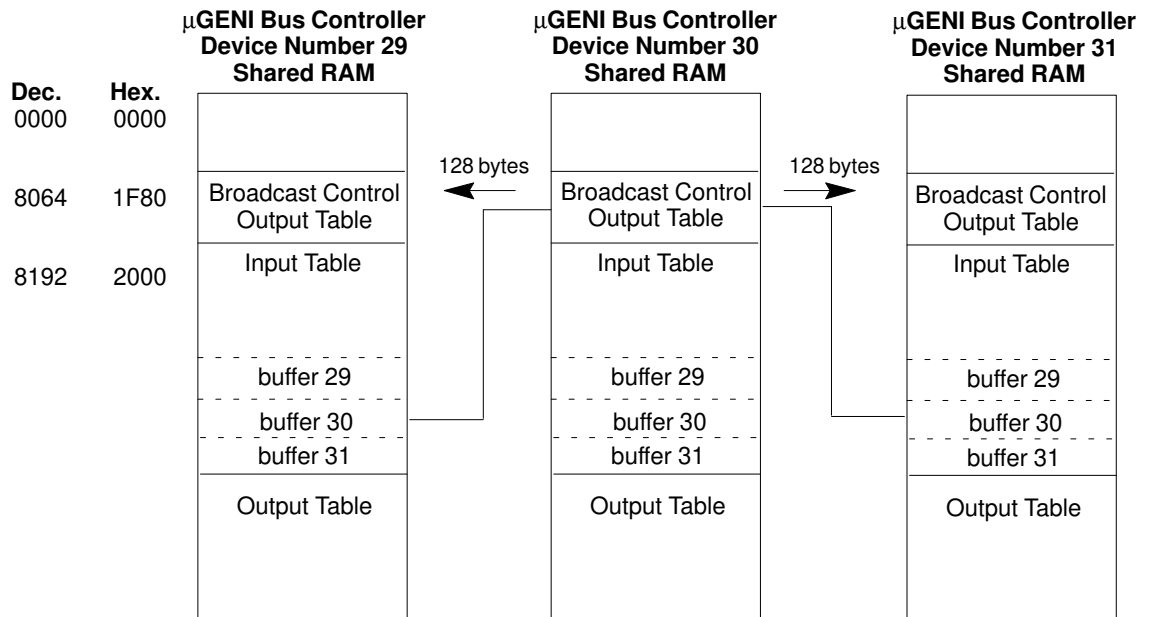 μGENI Bus Controller
Device Number 29
Shared RAM
μGENI Bus Controller
Device Number 30
Shared RAM
μGENI Bus Controller
Device Number 31
Shared RAM
Dec. Hex.
0000 0000
8064 1F80
8192 2000
Broadcast Control
Output Table
Input Table
buffer 29
buffer 30
buffer 31
Output Table
128 bytes
Broadcast Control
Output Table
Input Table
buffer 29
buffer 30
buffer 31
Output Table
128 bytes
Broadcast Control
Output Table
Input Table
buffer 29
buffer 30
buffer 31
Output Table